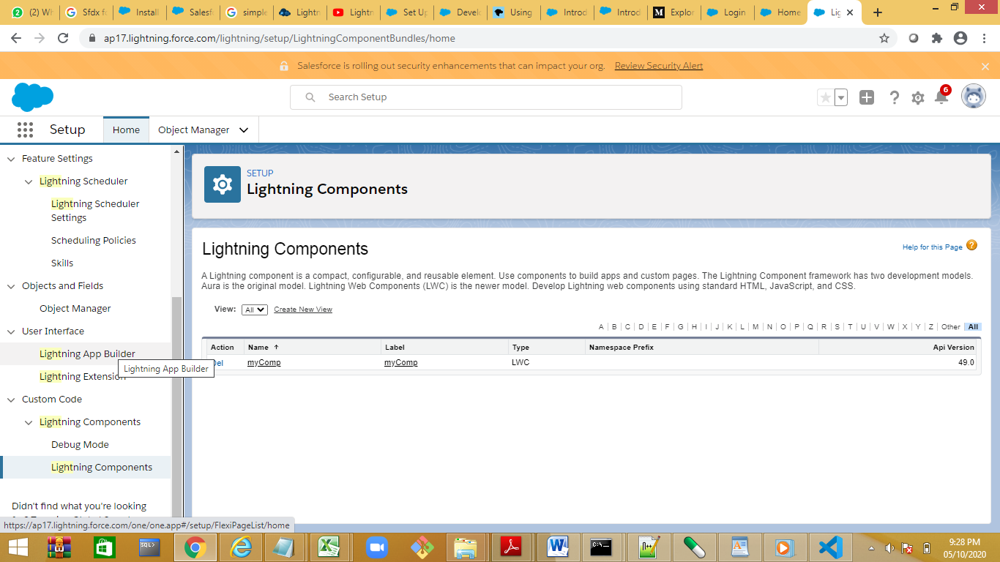 (2) W
Sfdx f
Install
Salesf
simple
Lightn
Lightn
Set Up
Develo
Using
Introd
Introd
Explor
Login
Home
Lig
ap17.lightning.force.com/lightning/setup/LightningComponentBundles/home
Salesforce is rolling out security enhancements that can impact your org. Review Security Alert
Search Setup
6
Setup
Home
Object Manager
Feature Settings
Lightning Scheduler
Lightning Scheduler
Settings
Scheduling Policies
Skills
Objects and Fields
Object Manager
User Interface
Lightning App Builder
Lightning App Builder
Lightning Extension
Custom Code
Lightning Components
Debug Mode
Lightning Components
Didn't find what you're looking
https://ap17.lightning.force.com/one/one.app#/setup/FlexiPageList/home
SETUP
Lightning Components
Lightning Components
Help for this Page
A Lightning component is a compact, configurable, and reusable element. Use components to build apps and custom pages. The Lightning Component framework has two development models.
Aura is the original model. Lightning Web Components (LWC) is the newer model. Develop Lightning web components using standard HTML, JavaScript, and CSS.
View: All Create New View
A B C D E F G H I J K L M N O P Q R S T U V W X Y Z Other All
Action Name Label Type Namespace Prefix Api Version
Del myComp myComp LWC 49.0
SQL>
9:28 PM
05/10/2020